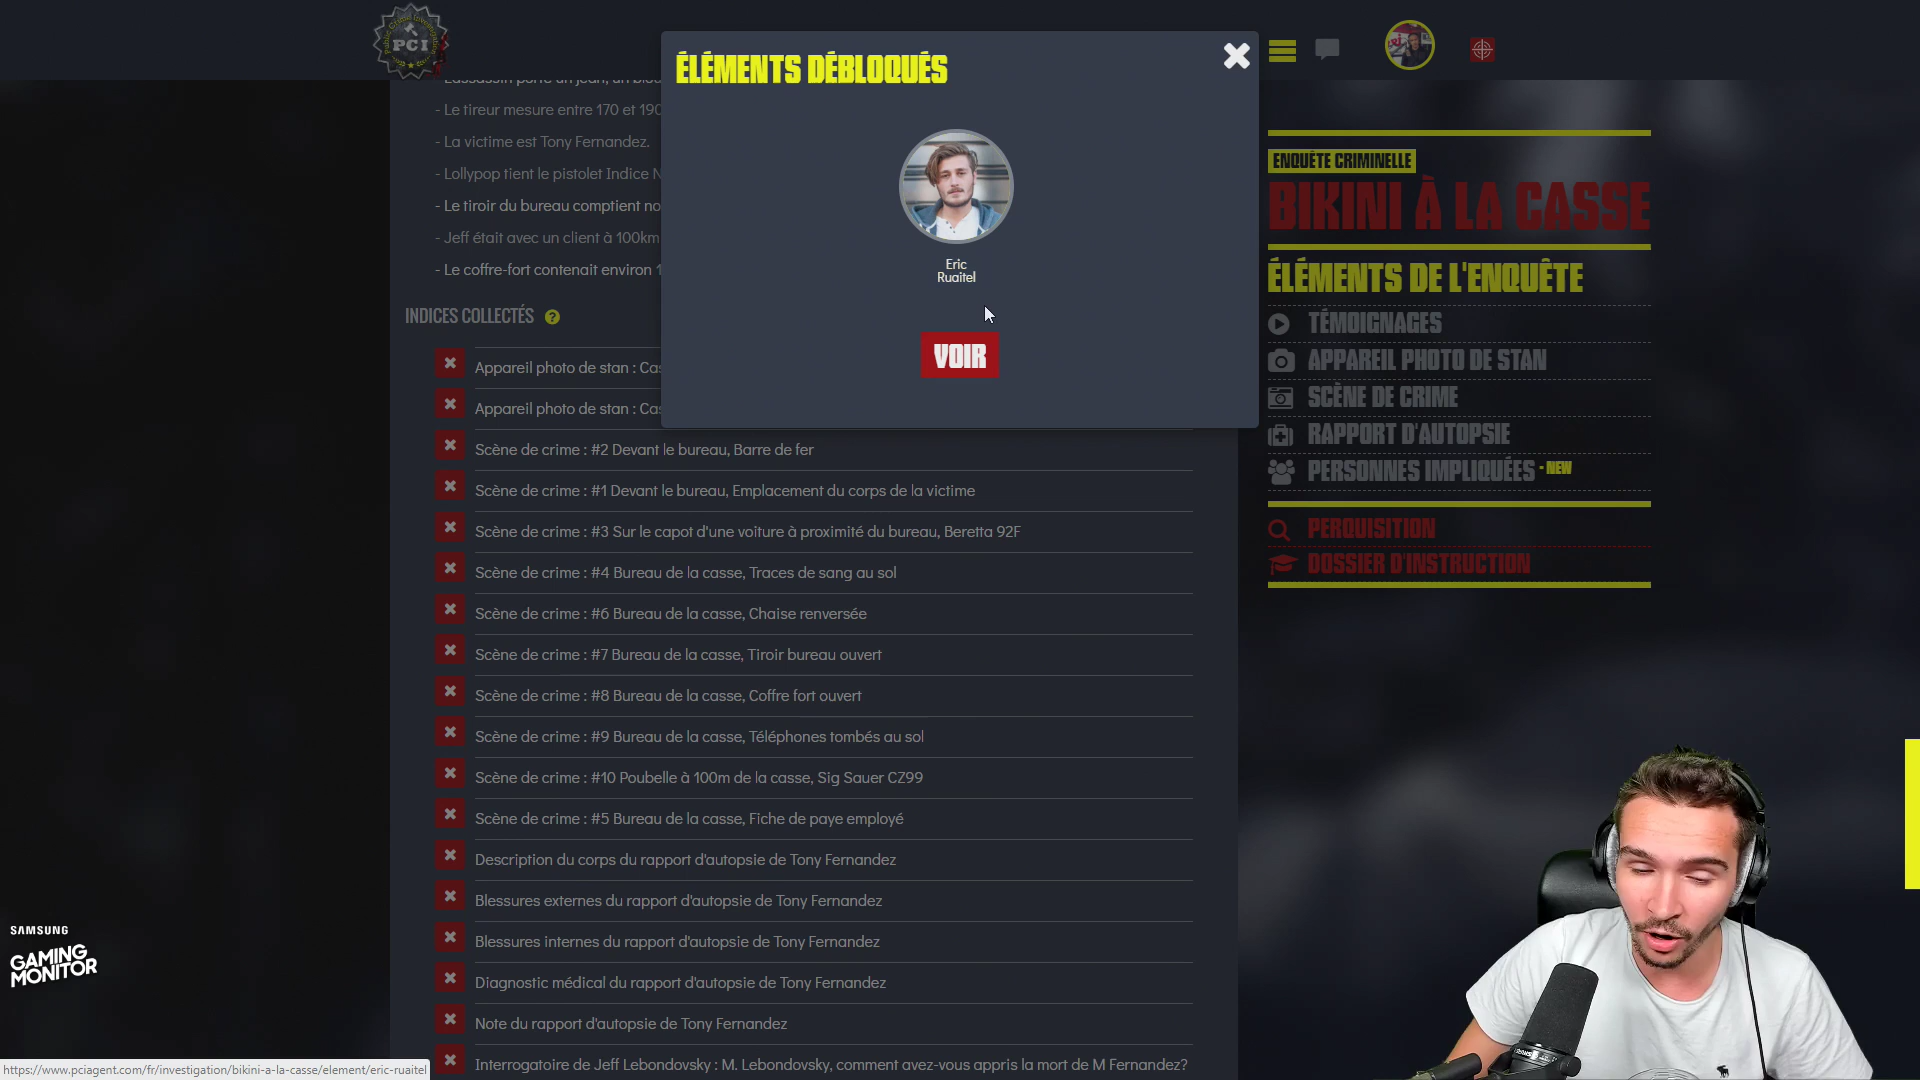 PCI
ÉLÉMENTS DÉBLOQUÉS
Eric
Ruaitel
VOIR
- Le tireur mesure entre 170 et 190
- La victime est Tony Fernandez.
- Lollypop tient le pistolet Indice N
- Le tiroir du bureau comptient no
- Jeff était avec un client à 100km
- Le coffre-fort contenait environ 1
INDICES COLLECTÉS ?
Appareil photo de stan : Ca
Appareil photo de stan : Ca
Scène de crime : #2 Devant le bureau, Barre de fer
Scène de crime : #1 Devant le bureau, Emplacement du corps de la victime
Scène de crime : #3 Sur le capot d'une voiture à proximité du bureau, Beretta 92F
Scène de crime : #4 Bureau de la casse, Traces de sang au sol
Scène de crime : #6 Bureau de la casse, Chaise renversée
Scène de crime : #7 Bureau de la casse, Tiroir bureau ouvert
Scène de crime : #8 Bureau de la casse, Coffre fort ouvert
Scène de crime : #9 Bureau de la casse, Téléphones tombés au sol
Scène de crime : #10 Poubelle à 100m de la casse, Sig Sauer CZ99
Scène de crime : #5 Bureau de la casse, Fiche de paye employé
Description du corps du rapport d'autopsie de Tony Fernandez
Blessures externes du rapport d'autopsie de Tony Fernandez
Blessures internes du rapport d'autopsie de Tony Fernandez
Diagnostic médical du rapport d'autopsie de Tony Fernandez
Note du rapport d'autopsie de Tony Fernandez
Interrogatoire de Jeff Lebondovsky : M. Lebondovsky, comment avez-vous appris la mort de M Fernandez?
ENQUÊTE CRIMINELLE
BIKINI À LA CASSE
ÉLÉMENTS DE L'ENQUÊTE
TÉMOIGNAGES
APPAREIL PHOTO DE STAN
SCÈNE DE CRIME
RAPPORT D'AUTOPSIE
PERSONNES IMPLIQUÉES - NEW
PERQUISITION
DOSSIER D'INSTRUCTION
SAMSUNG
GAMING
MONITOR
https://www.pciagent.com/fr/investigation/bikini-a-la-casse/element/eric-ruaitel